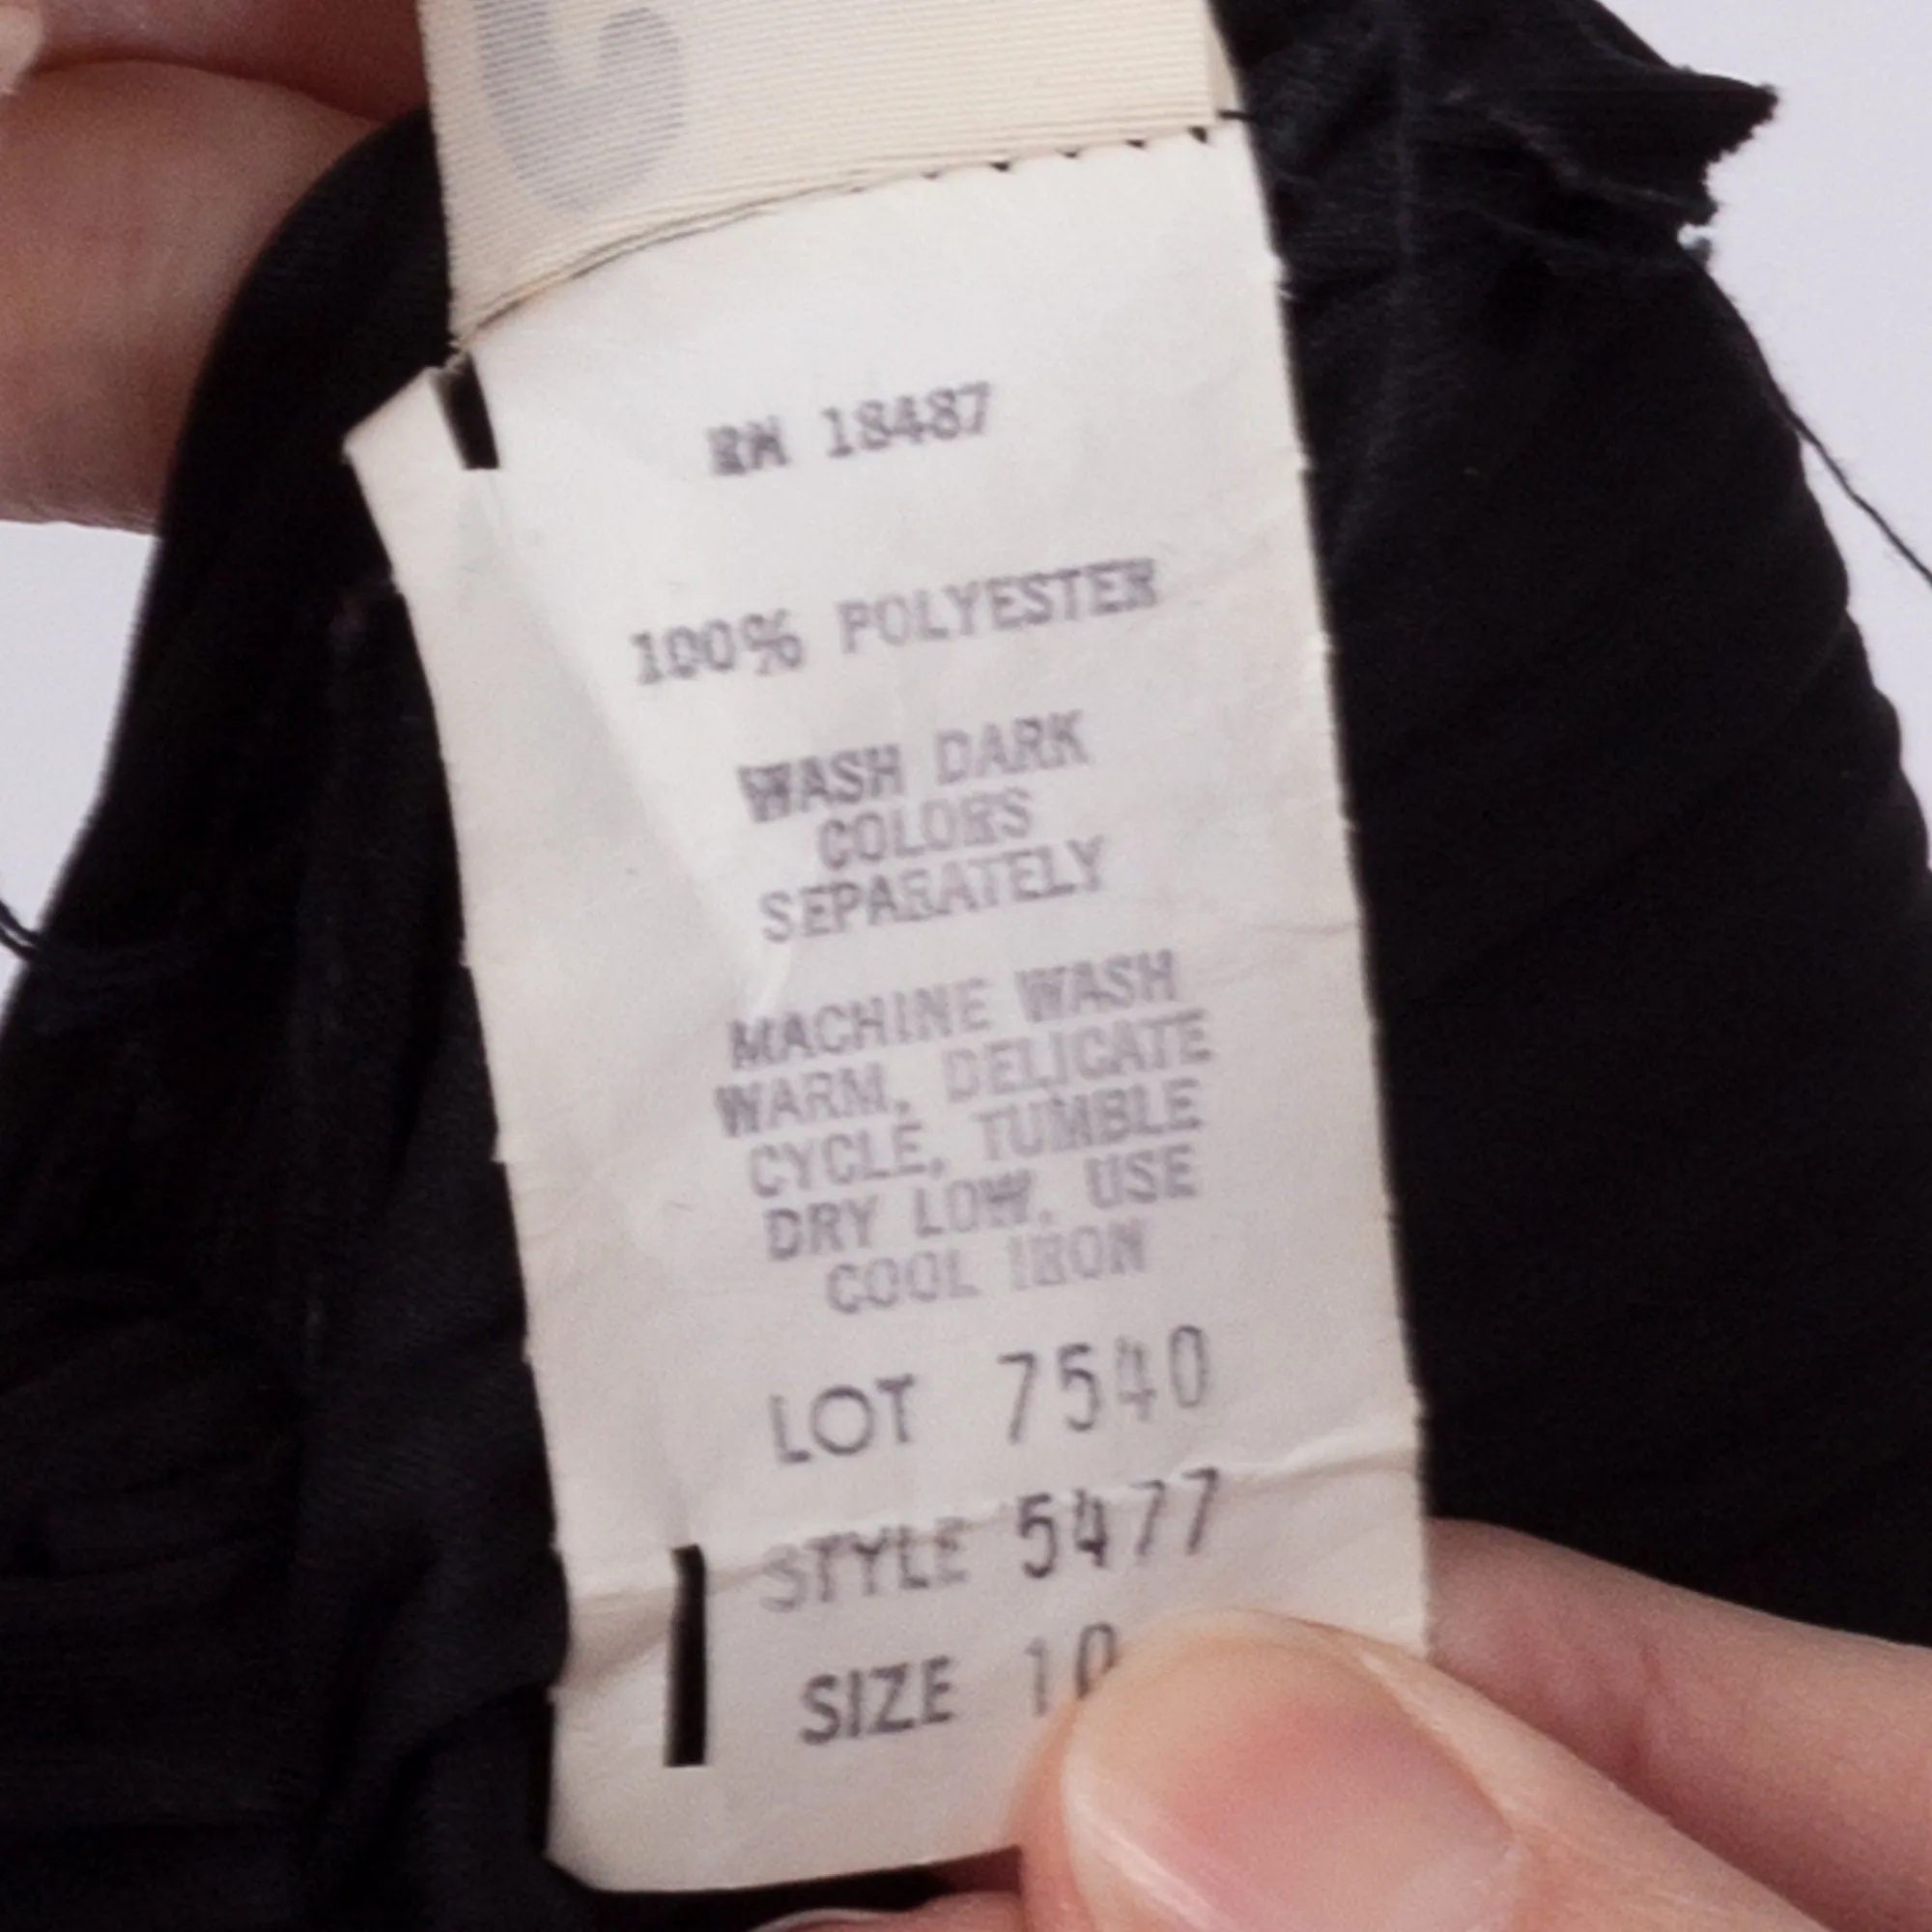 RN 18487
100% POLYESTER
WASH DARK
COLORS
SEPARATELY
MACHINE WASH
WARM, DELICATE
CYCLE, TUMBLE
DRY LOW. USE
COOL IRON
LOT 7540
STYLE 5477
SIZE 10